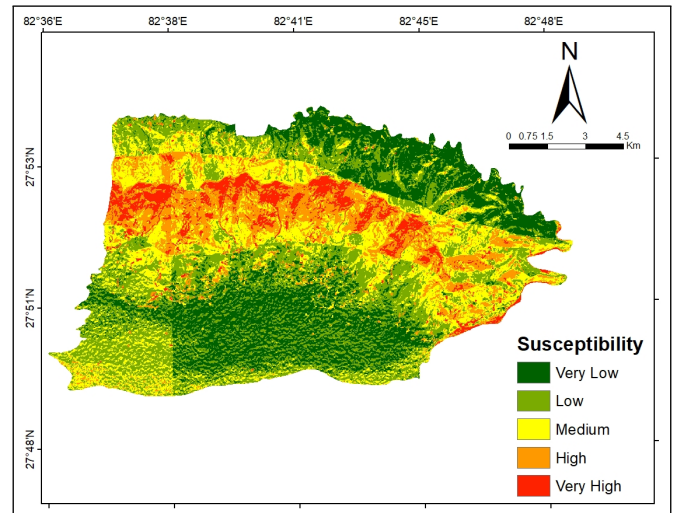 82°36'E 82°38'E 82°41'E 82°45'E 82°48'E
N
0 0.75 1.5 3 4.5
Km
27°53'N
27°51'N
27°48'N
Susceptibility
Very Low
Low
Medium
High
Very High